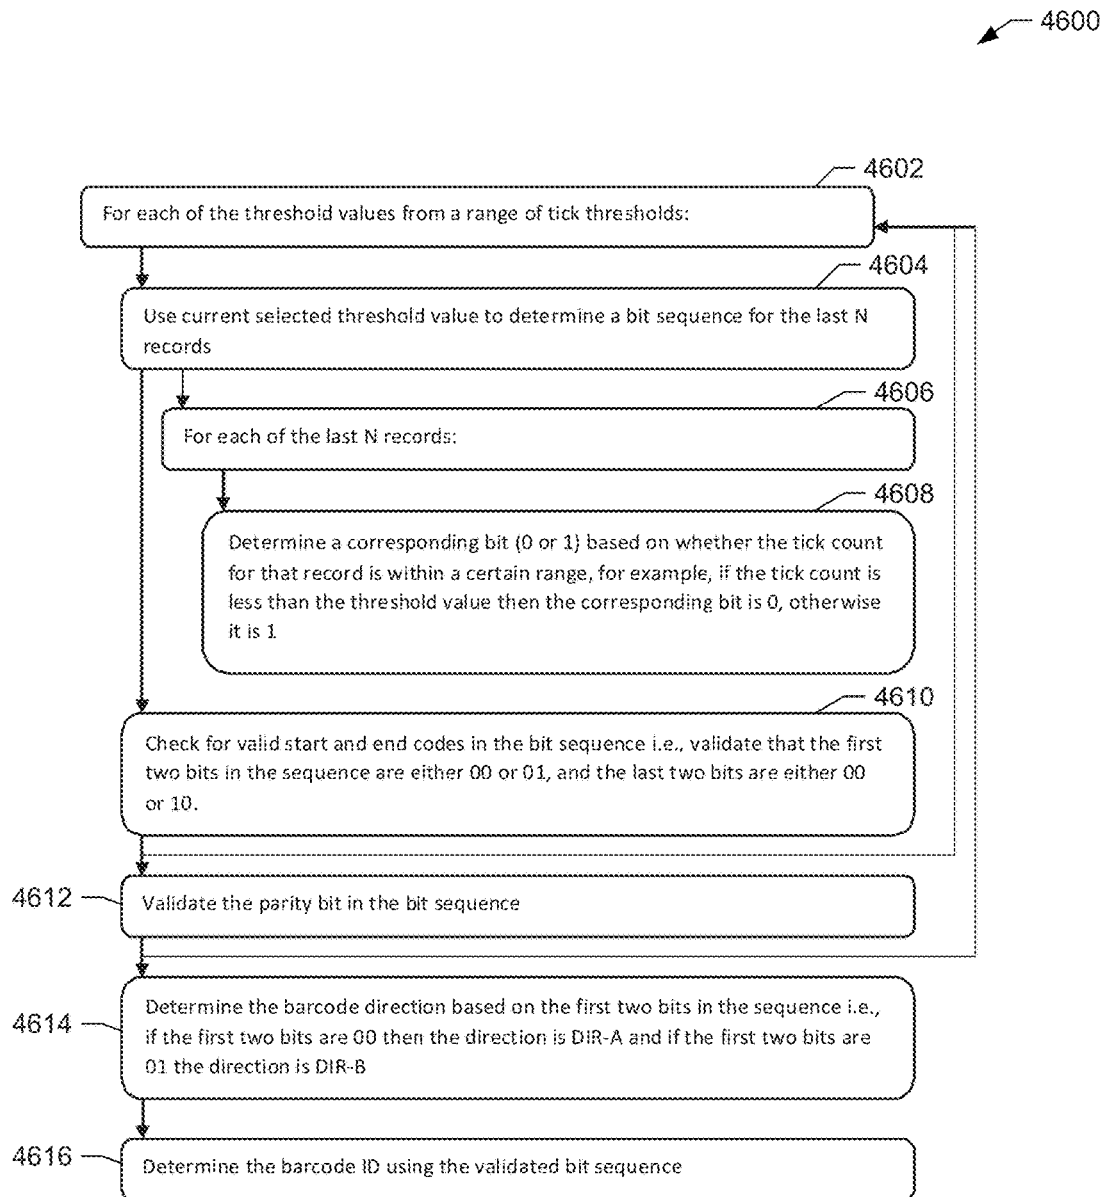 4600
4602
For each of the threshold values from a range of tick thresholds:
4604
Use current selected threshold value to determine a bit sequence for the last N
records
4606
For each of the last N records:
4608
Determine a corresponding bit (0 or 1) based on whether the tick count
for that record is within a certain range, for example, if the tick count is
less than the threshold value then the corresponding bit is 0, otherwise
it is 1
4610
Check for valid start and end codes in the bit sequence i.e., validate that the first
two bits in the sequence are either 00 or 01, and the last two bits are either 00
or 10.
4612
Validate the parity bit in the bit sequence
4614
Determine the barcode direction based on the first two bits in the sequence i.e.,
if the first two bits are 00 then the direction is DIR-A and if the first two bits are
01 the direction is DIR-B
4616
Determine the barcode ID using the validated bit sequence